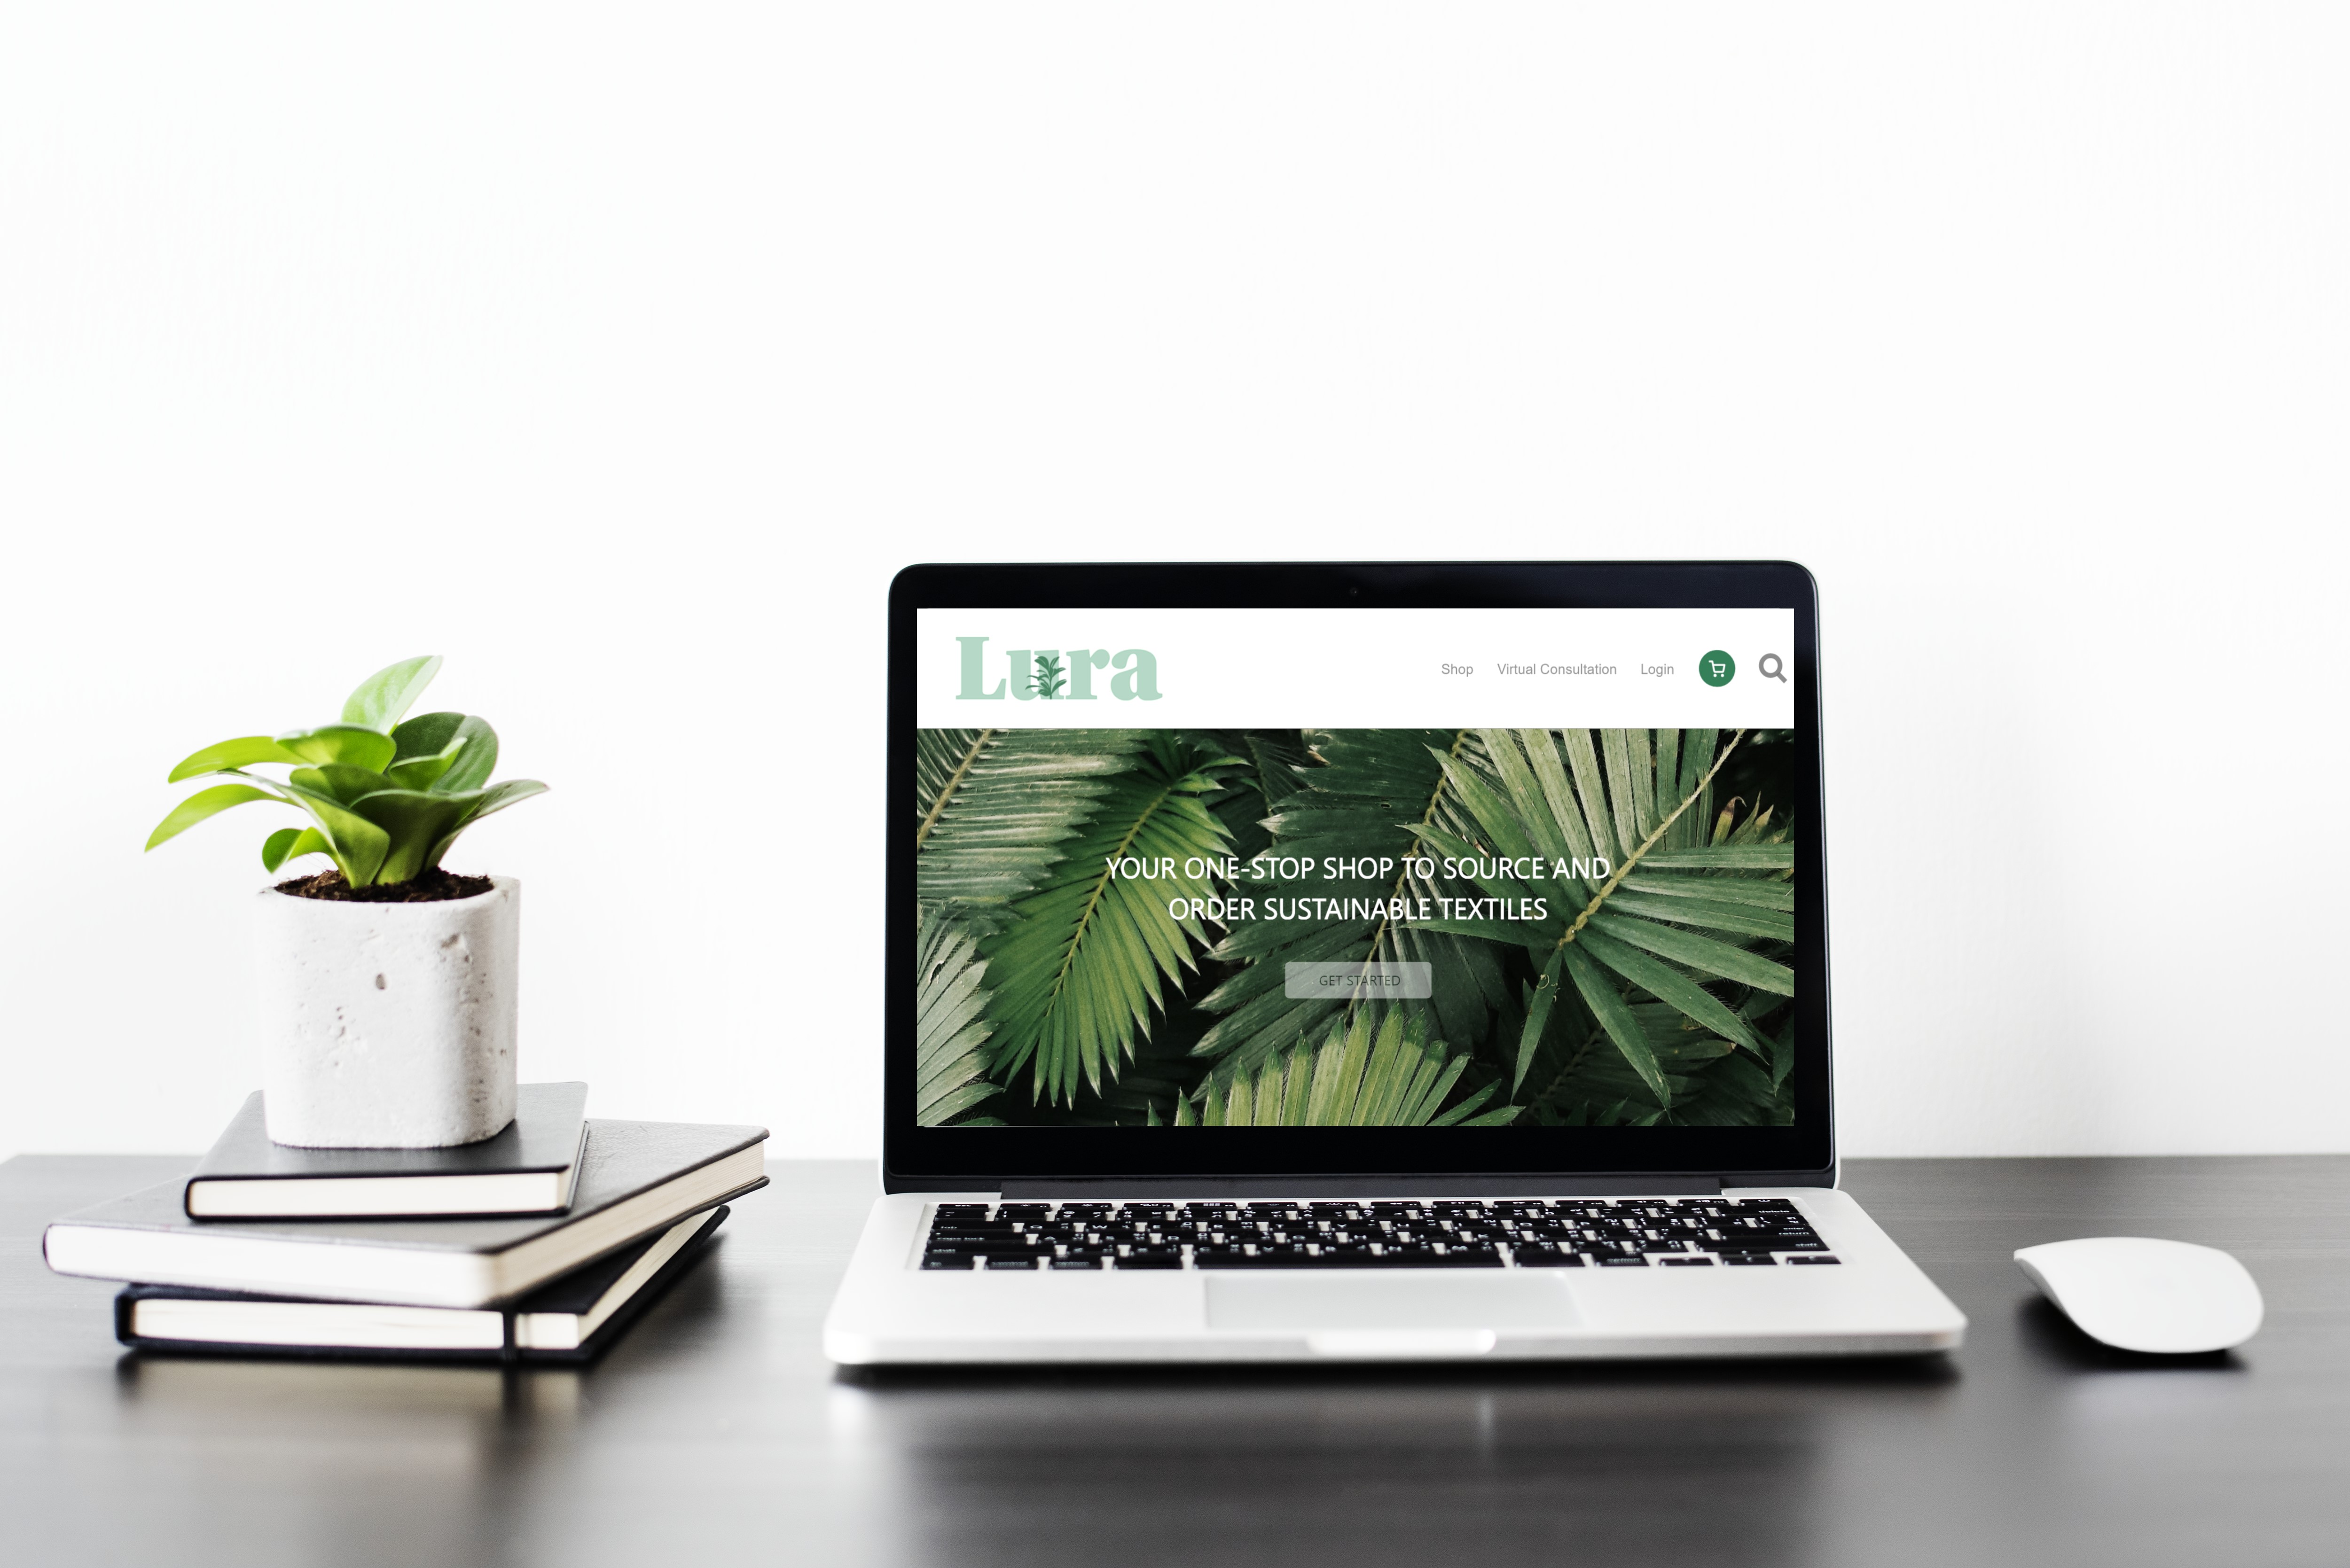 Lura
Shop Virtual Consultation Login
YOUR ONE-STOP SHOP TO SOURCE AND
ORDER SUSTAINABLE TEXTILES
GET STARTED